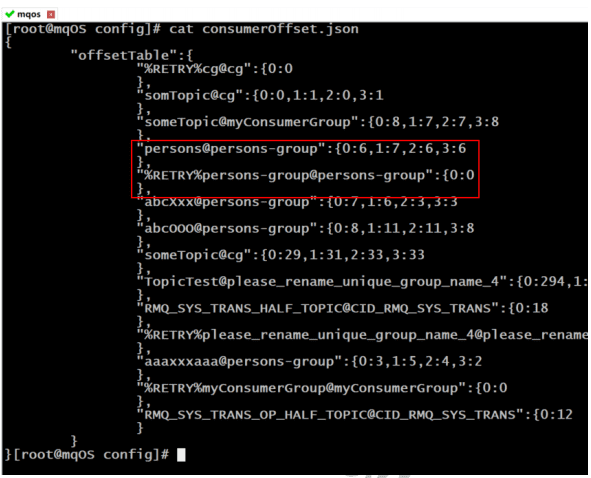 mqos
[root@mqOS config]# cat consumerOffset.json
{
"offsetTable":{
"%RETRY%cg@cg":{0:0
},
"somTopic@cg":{0:0,1:1,2:0,3:1
},
"someTopic@myConsumerGroup":{0:8,1:7,2:7,3:8
},
"persons@persons-group":{0:6,1:7,2:6,3:6
},
"%RETRY%persons-group@persons-group":{0:0
},
"abcXxx@persons-group":{0:7,1:6,2:3,3:3
},
"abcOOO@persons-group":{0:8,1:11,2:11,3:8
},
"someTopic@cg":{0:29,1:31,2:33,3:33
},
"TopicTest@please_rename_unique_group_name_4":{0:294,1:
},
"RMQ_SYS_TRANS_HALF_TOPIC@CID_RMQ_SYS_TRANS":{0:18
},
"%RETRY%please_rename_unique_group_name_4@please_rename
},
"aaaxxxaaa@persons-group":{0:3,1:5,2:4,3:2
},
"%RETRY%myConsumerGroup@myConsumerGroup":{0:0
},
"RMQ_SYS_TRANS_OP_HALF_TOPIC@CID_RMQ_SYS_TRANS":{0:12
}
}
}[root@mqOS config]#